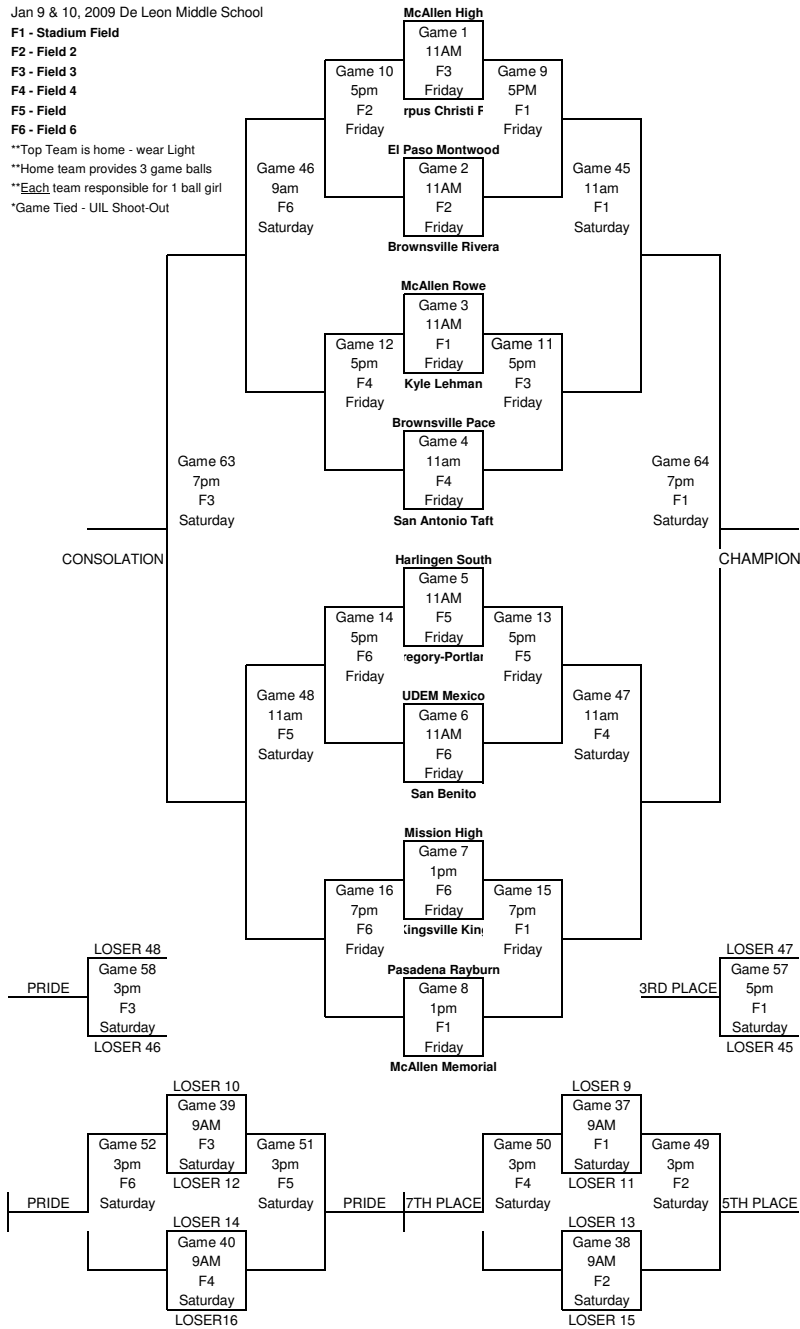 Jan 9 & 10, 2009 De Leon Middle School
F1 - Stadium Field
F2 - Field 2
F3 - Field 3
F4 - Field 4
F5 - Field
F6 - Field 6
**Top Team is home - wear Light
**Home team provides 3 game balls
**Each team responsible for 1 ball girl
*Game Tied - UIL Shoot-Out
McAllen High
Game 1
11AM
F3
Friday
rpus Christi F
Game 10
5pm
F2
Friday
Game 9
5PM
F1
Friday
El Paso Montwood
Game 2
11AM
F2
Friday
Brownsville Rivera
Game 46
9am
F6
Saturday
Game 45
11am
F1
Saturday
McAllen Rowe
Game 3
11AM
F1
Friday
Kyle Lehman
Game 12
5pm
F4
Friday
Game 11
5pm
F3
Friday
Brownsville Pace
Game 4
11am
F4
Friday
San Antonio Taft
Game 63
7pm
F3
Saturday
CONSOLATION
Game 64
7pm
F1
Saturday
CHAMPION
Harlingen South
Game 5
11AM
F5
Friday
regory-Portlar
Game 14
5pm
F6
Friday
Game 13
5pm
F5
Friday
UDEM Mexico
Game 6
11AM
F6
Friday
San Benito
Game 48
11am
F5
Saturday
Game 47
11am
F4
Saturday
Mission High
Game 7
1pm
F6
Friday
Kingsville King
Game 16
7pm
F6
Friday
Game 15
7pm
F1
Friday
Pasadena Rayburn
Game 8
1pm
F1
Friday
McAllen Memorial
LOSER 48
Game 58
3pm
F3
Saturday
LOSER 46
PRIDE
LOSER 47
Game 57
5pm
F1
Saturday
LOSER 45
3RD PLACE
LOSER 10
Game 39
9AM
F3
Saturday
LOSER 12
Game 52
3pm
F6
Saturday
Game 51
3pm
F5
Saturday
PRIDE
PRIDE
LOSER 14
Game 40
9AM
F4
Saturday
LOSER16
LOSER 9
Game 37
9AM
F1
Saturday
LOSER 11
Game 50
3pm
F4
Saturday
Game 49
3pm
F2
Saturday
7TH PLACE
5TH PLACE
LOSER 13
Game 38
9AM
F2
Saturday
LOSER 15